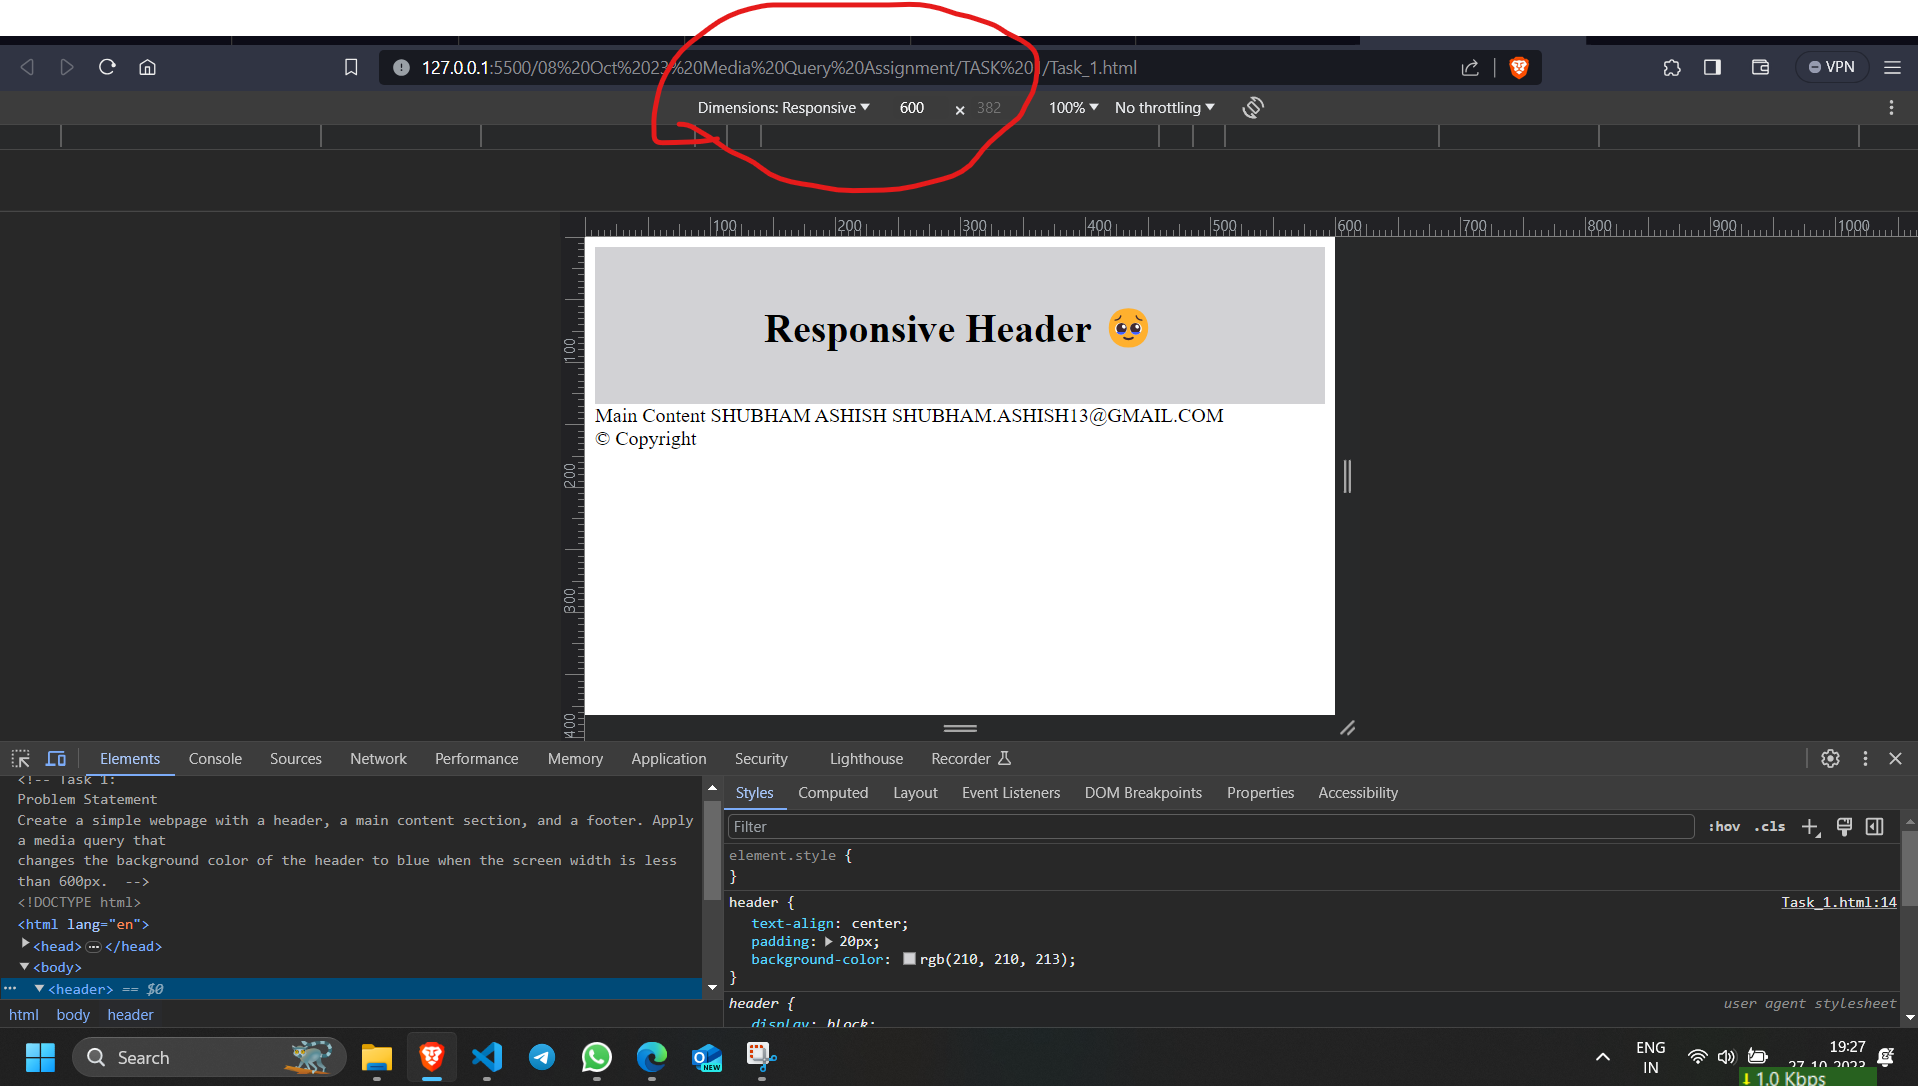 127.0.0.1:5500/08%20Oct%2023%20Media%20Query%20Assignment/TASK%201/Task_1.html
VPN
Dimensions: Responsive 600 × 382 100% No throttling
100 200 300 400 500 600 700 800 900 1000
100
200
300
400
Responsive Header 🥹
Main Content SHUBHAM ASHISH SHUBHAM.ASHISH13@GMAIL.COM
© Copyright
Elements Console Sources Network Performance Memory Application Security Lighthouse Recorder
<!-- Task 1:
Problem Statement
Create a simple webpage with a header, a main content section, and a footer. Apply
a media query that
changes the background color of the header to blue when the screen width is less
than 600px. -->
<!DOCTYPE html>
<html lang="en">
<head> ⋯ </head>
<body>
<header> == $0
html body header
Styles Computed Layout Event Listeners DOM Breakpoints Properties Accessibility
Filter :hov .cls
element.style {
}
header { Task_1.html:14
text-align: center;
padding: 20px;
background-color: rgb(210, 210, 213);
}
header { user agent stylesheet
display: block;
Search
NEW
ENG
IN
19:27
27-10-2023
1.0 Kbps